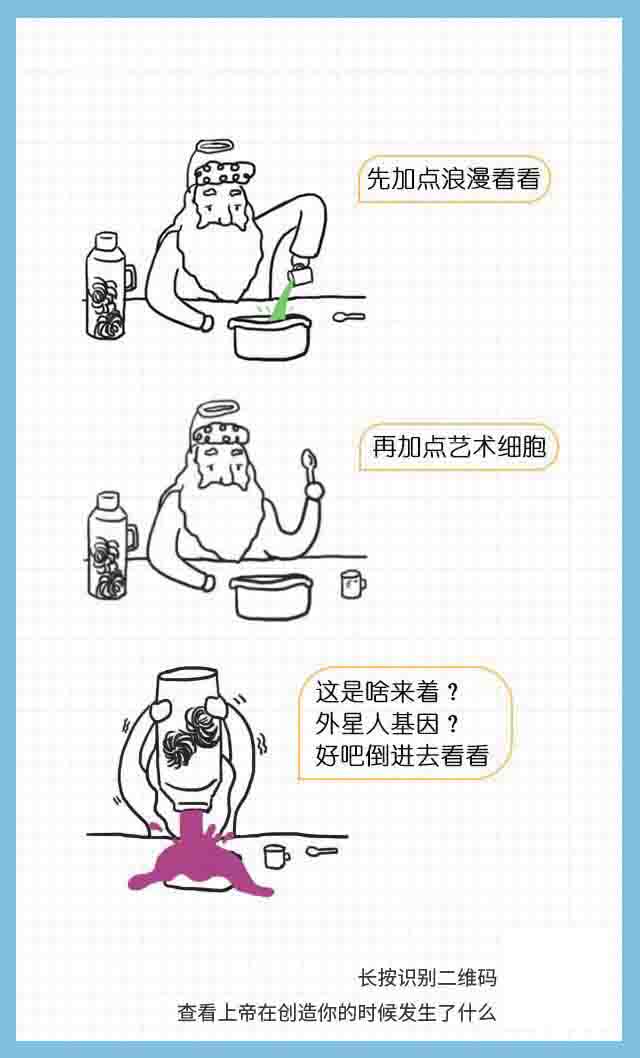 先加点浪漫看看
再加点艺术细胞
这是啥来着？
外星人基因？
好吧倒进去看看
长按识别二维码
查看上帝在创造你的时候发生了什么